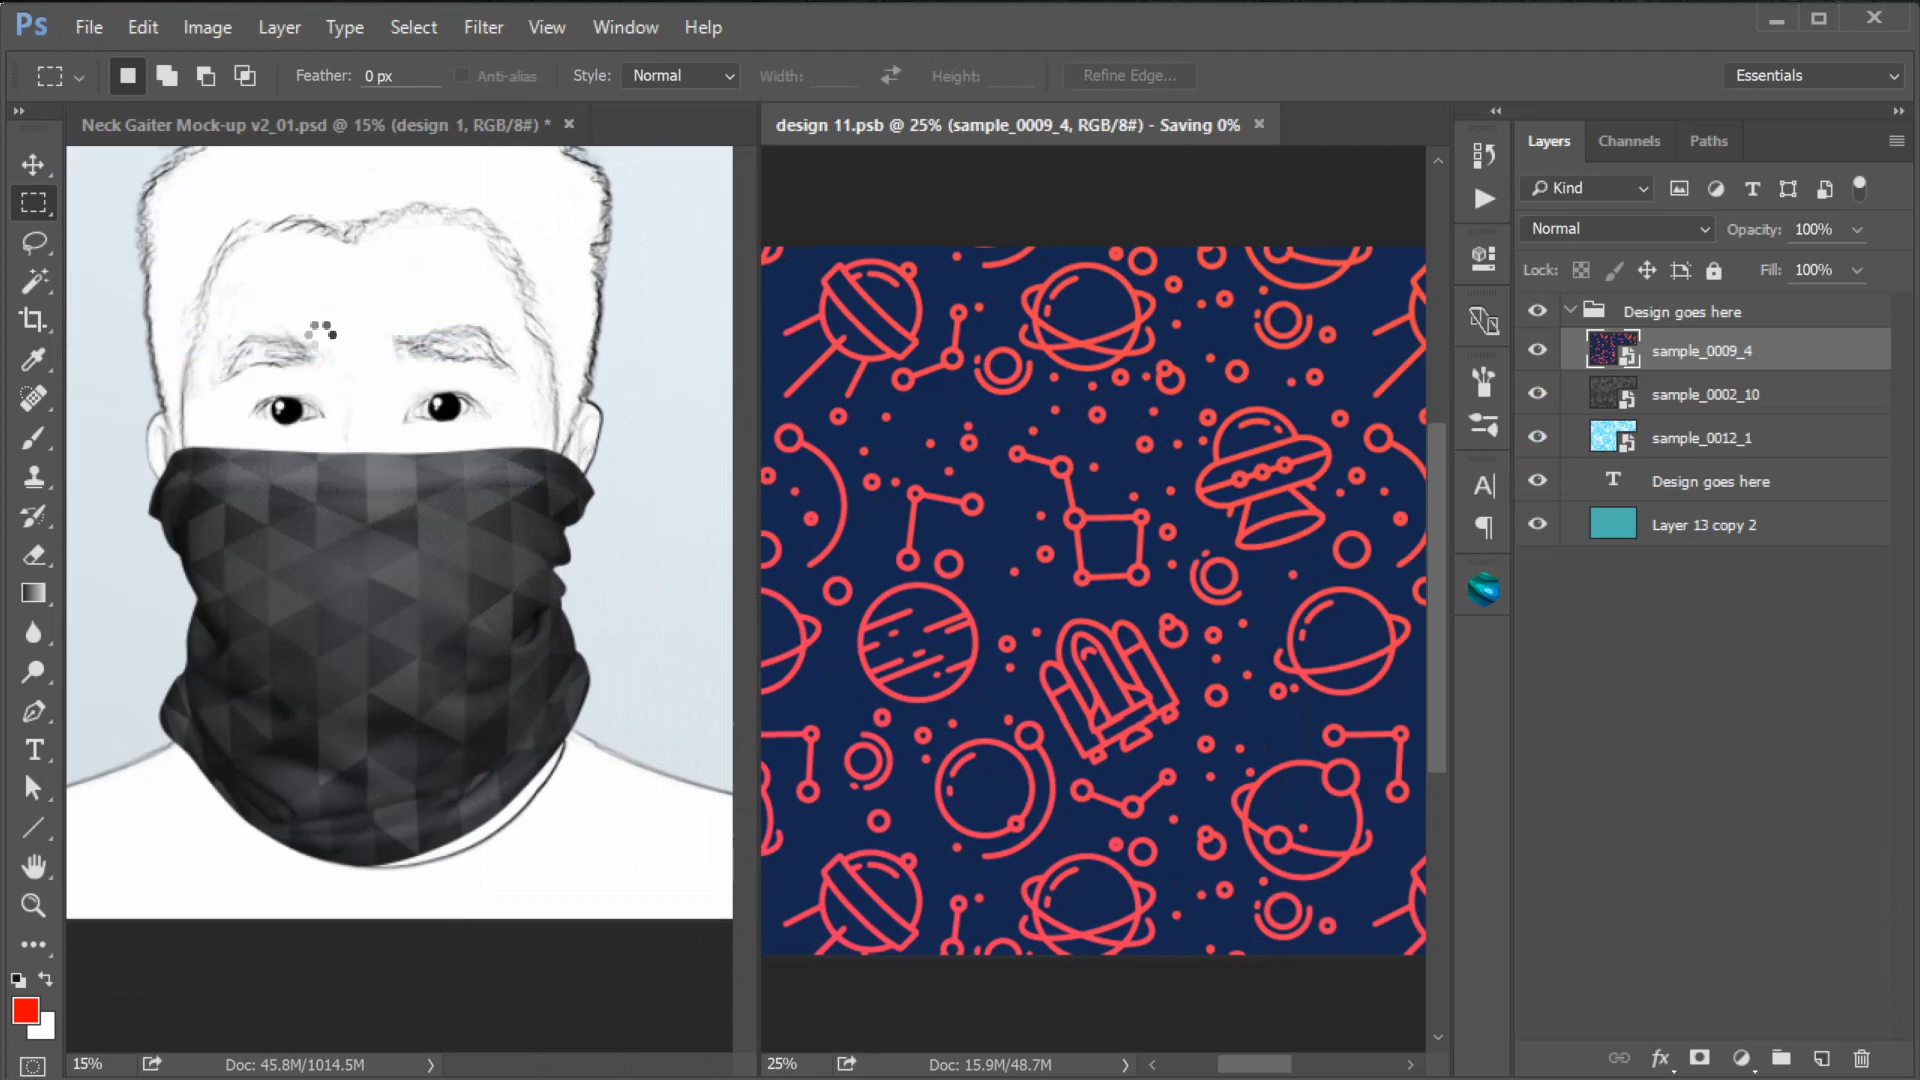 Ps File Edit Image Layer Type Select Filter View Window Help
Feather: 0 px Anti-alias Style: Normal Width: Height: Refine Edge... Essentials
Neck Gaiter Mock-up v2_01.psd @ 15% (design 1, RGB/8#) *
design 11.psb @ 25% (sample_0009_4, RGB/8#) - Saving 0%
Layers Channels Paths
Kind
Normal Opacity: 100%
Lock: Fill: 100%
Design goes here
sample_0009_4
sample_0002_10
sample_0012_1
Design goes here
Layer 13 copy 2
15% Doc: 45.8M/1014.5M
25% Doc: 15.9M/48.7M